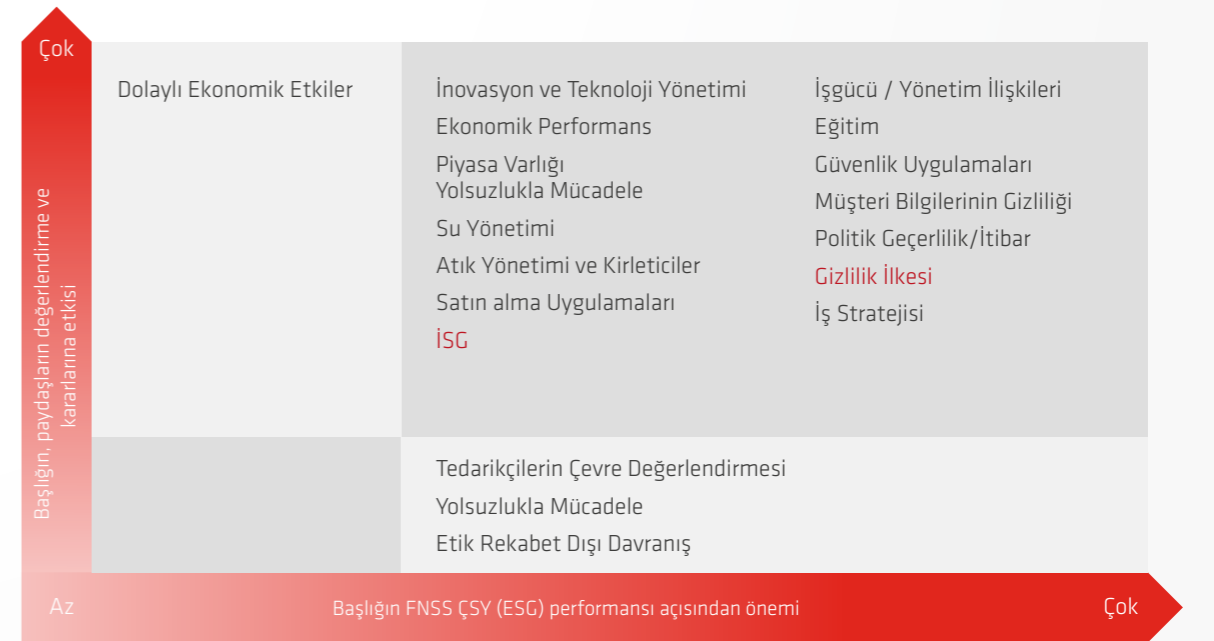 Çok
Başlığın, paydaşların değerlendirme ve
kararlarına etkisi
Dolaylı Ekonomik Etkiler
İnovasyon ve Teknoloji Yönetimi
Ekonomik Performans
Piyasa Varlığı
Yolsuzlukla Mücadele
Su Yönetimi
Atık Yönetimi ve Kirleticiler
Satın alma Uygulamaları
İSG
İşgücü / Yönetim İlişkileri
Eğitim
Güvenlik Uygulamaları
Müşteri Bilgilerinin Gizliliği
Politik Geçerlilik/İtibar
Gizlilik İlkesi
İş Stratejisi
Tedarikçilerin Çevre Değerlendirmesi
Yolsuzlukla Mücadele
Etik Rekabet Dışı Davranış
Az
Başlığın FNSS ÇSY (ESG) performansı açısından önemi
Çok